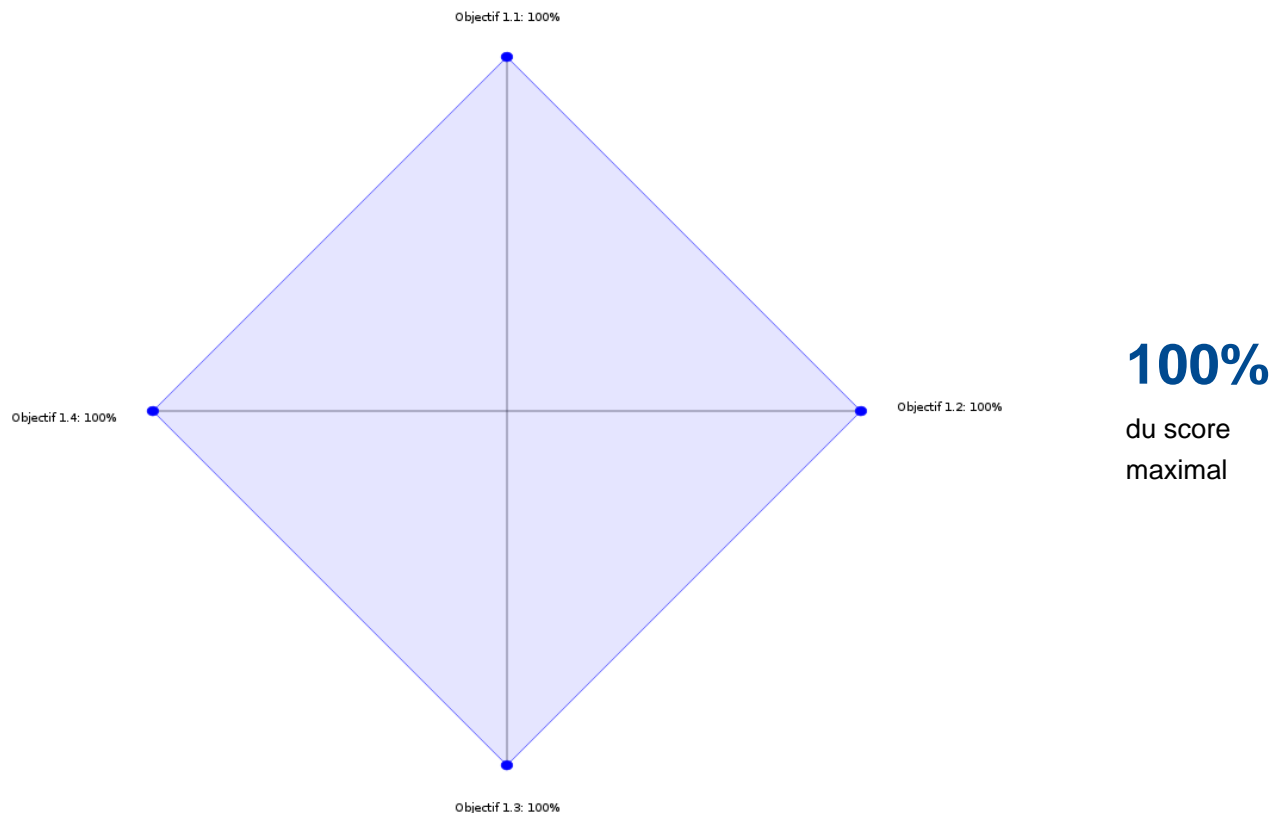 Objectif 1.1: 100%
Objectif 1.2: 100%
Objectif 1.4: 100%
Objectif 1.3: 100%
100%
du score
maximal